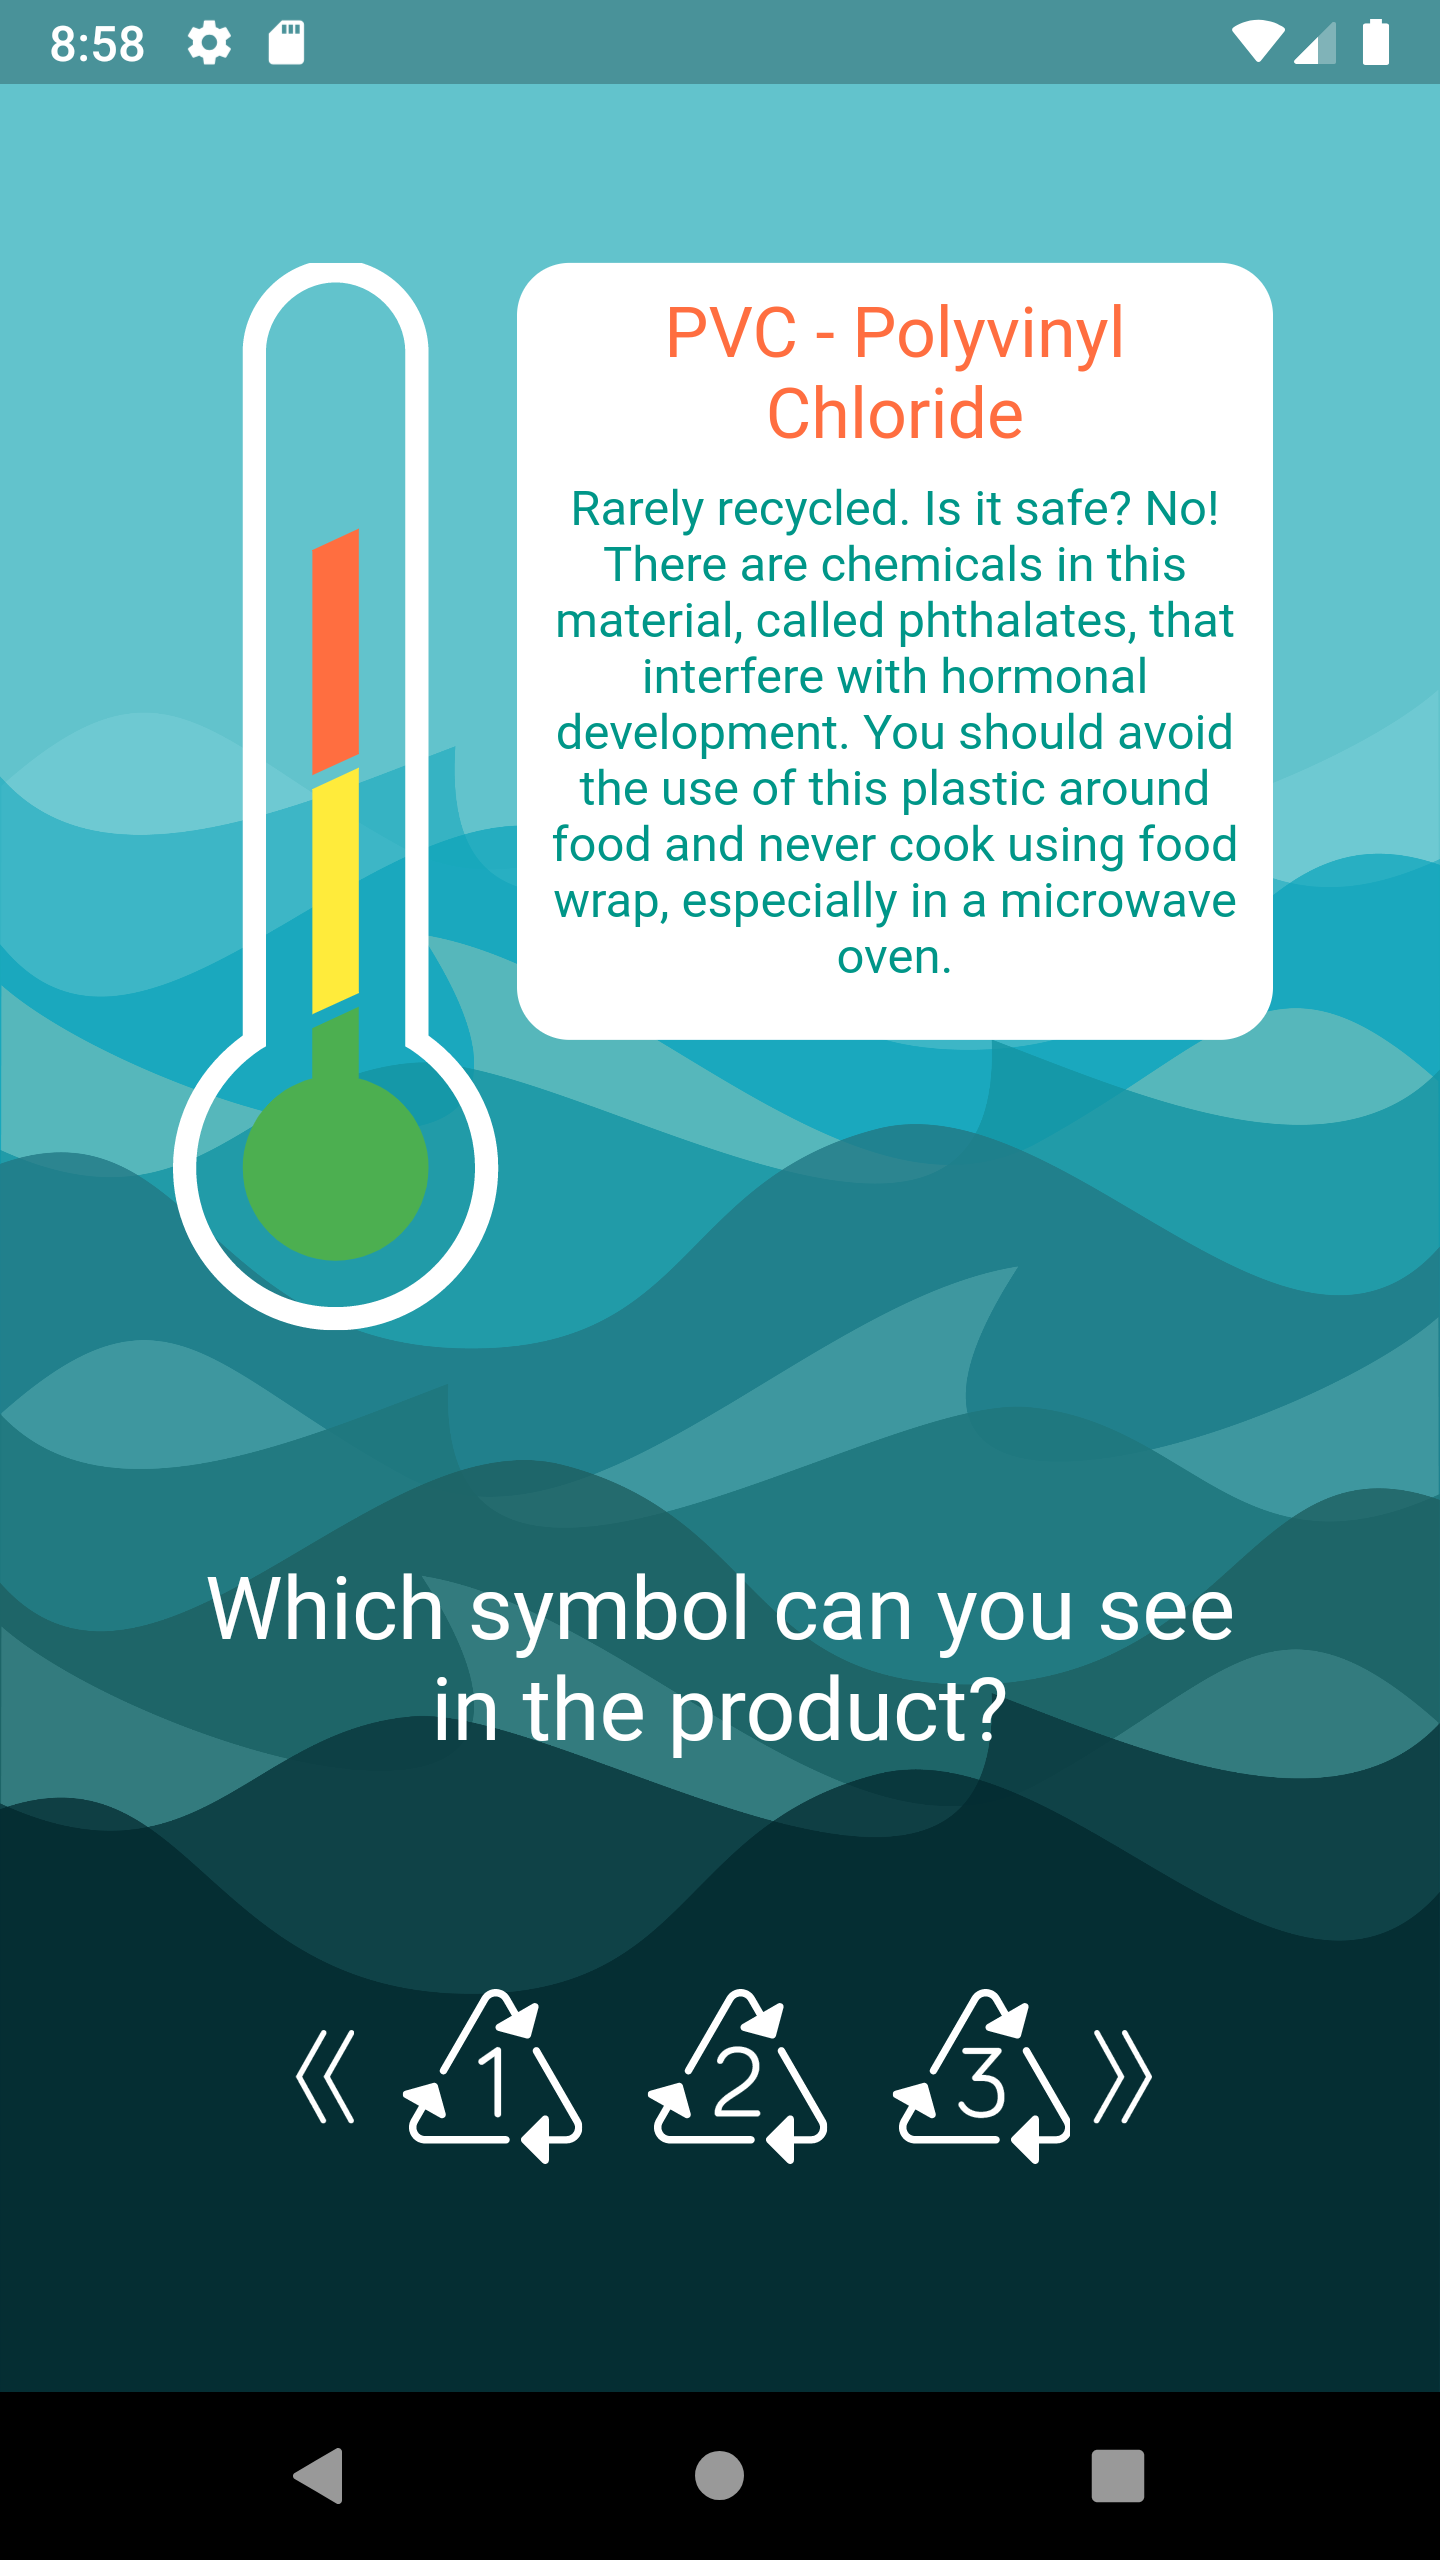 8:58
PVC - Polyvinyl
Chloride
Rarely recycled. Is it safe? No!
There are chemicals in this
material, called phthalates, that
interfere with hormonal
development. You should avoid
the use of this plastic around
food and never cook using food
wrap, especially in a microwave
oven.
Which symbol can you see
in the product?
1 2 3